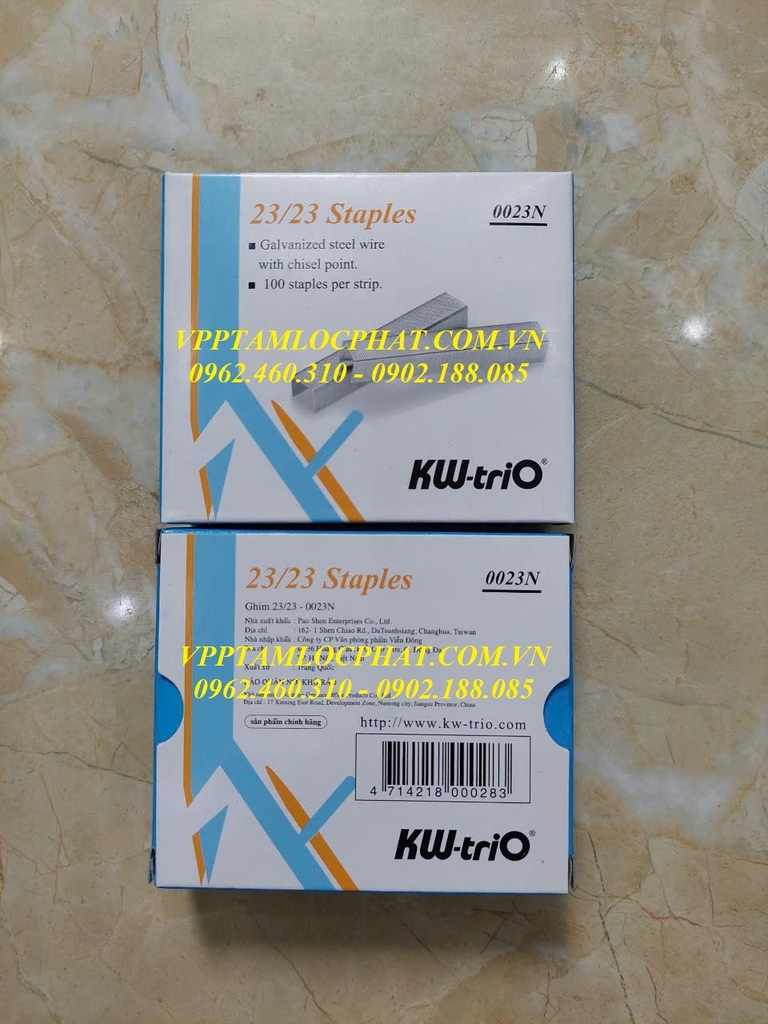 23/23 Staples
0023N
■ Galvanized steel wire
with chisel point.
■ 100 staples per strip.
VPPTAMLOCPHAT.COM.VN
0962.460.310 - 0902.188.085
KW-triO®
23/23 Staples
0023N
Ghim 23/23 - 0023N
Nhà xuất khẩu : Pao Shen Enterprises Co., Ltd.
Địa chỉ : 162- 1 Shen Chiao Rd., DaTsunhsiang, Changhua, Taiwan
Nhà nhập khẩu : Công ty CP Văn phòng phẩm Viễn Đông
VPPTAMLOCPHAT.COM.VN
Xuất xứ : Trung Quốc
0962.460.310 - 0902.188.085
Địa chỉ : 17 Xinxing East Road, Development Zone, Nantong city, Jiangsu Province, China
sản phẩm chính hãng
http://www.kw-trio.com
4 714218 000283
KW-triO®